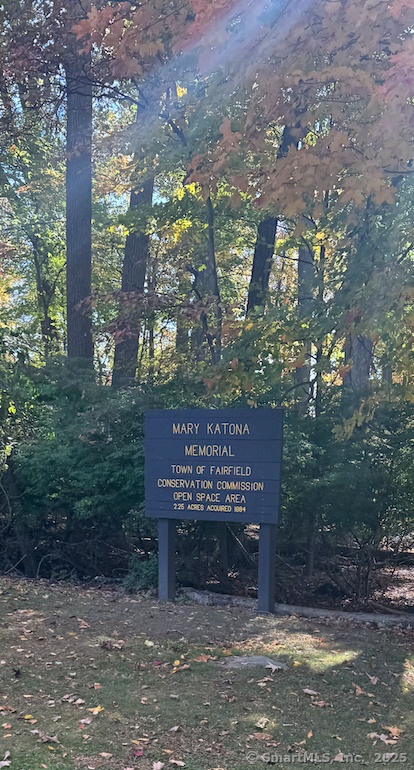 MARY KATONA
MEMORIAL
TOWN OF FAIRFIELD
CONSERVATION COMMISSION
OPEN SPACE AREA
2.25 ACRES ACQUIRED 1984
© SmartMLS, Inc. 2025